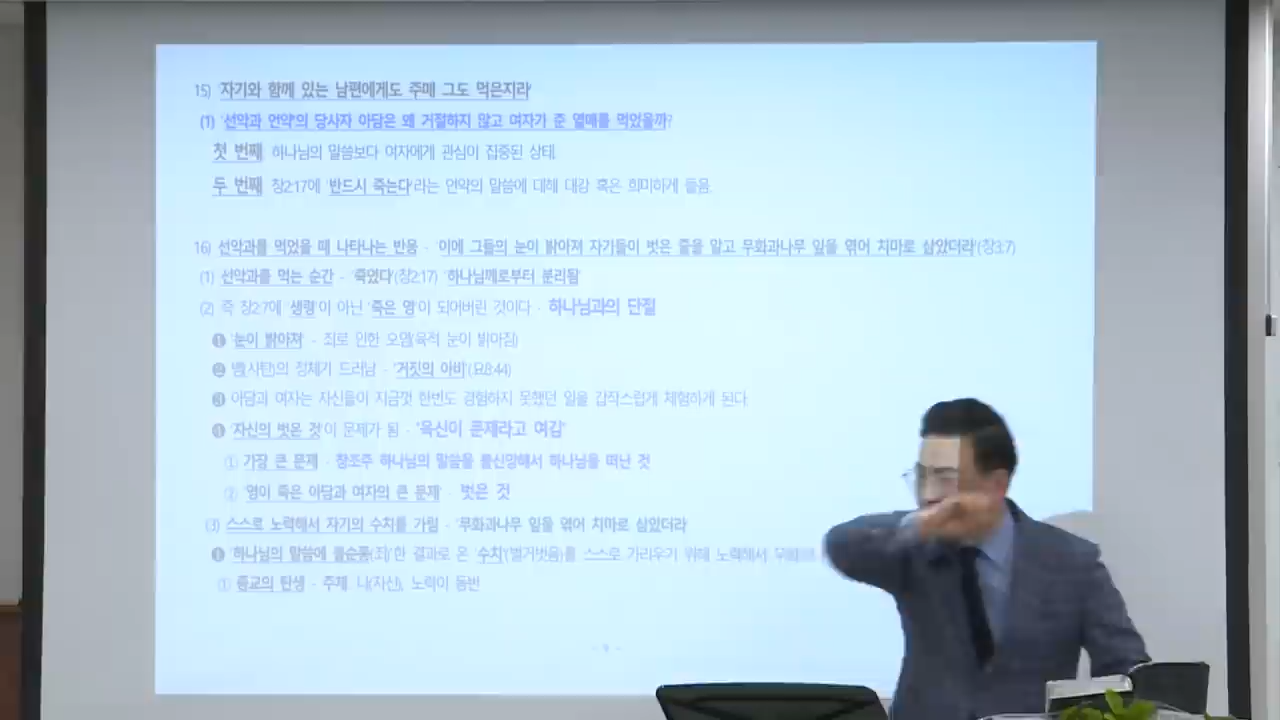 15) 자기와 함께 있는 남편에게도 주매 그도 먹은지라
(1) '선악과 언약'의 당사자 아담은 왜 거절하지 않고 여자가 준 열매를 먹었을까?
첫 번째 하나님의 말씀보다 여자에게 관심이 집중된 상태
두 번째 창2:17에 '반드시 죽는다'라는 언약의 말씀에 대해 대강 혹은 희미하게 들음.
16) 선악과를 먹었을 때 나타나는 반응 - '이에 그들의 눈이 밝아져 자기들이 벗은 줄을 알고 무화과나무 잎을 엮어 치마로 삼았더라'(창3:7)
(1) 선악과를 먹는 순간 - '죽었다'(창2:17) '하나님께로부터 분리됨'
(2) 즉 창2:7에 '생령'이 아닌 '죽은 영'이 되어버린 것이다 - 하나님과의 단절
❶ '눈이 밝아져' - 죄로 인한 오염(육적 눈이 밝아짐)
❷ 뱀(사탄)의 정체가 드러남 - '거짓의 아비'(요8:44)
❸ 아담과 여자는 자신들이 지금껏 한번도 경험하지 못했던 일을 갑작스럽게 체험하게 된다.
❹ '자신의 벗은 것'이 문제가 됨 - '육신이 문제라고 여김'
① 가장 큰 문제 - 창조주 하나님의 말씀을 불신앙해서 하나님을 떠난 것
② '영이 죽은 아담과 여자의 큰 문제' - 벗은 것
(3) 스스로 노력해서 자기의 수치를 가림 - '무화과나무 잎을 엮어 치마로 삼았더라
❶ '하나님의 말씀에 불순종(죄)'한 결과로 온 '수치'(벌거벗음)를 스스로 가리우기 위해 노력해서
① 종교의 탄생 - 주체 나(자신), 노력이 동반